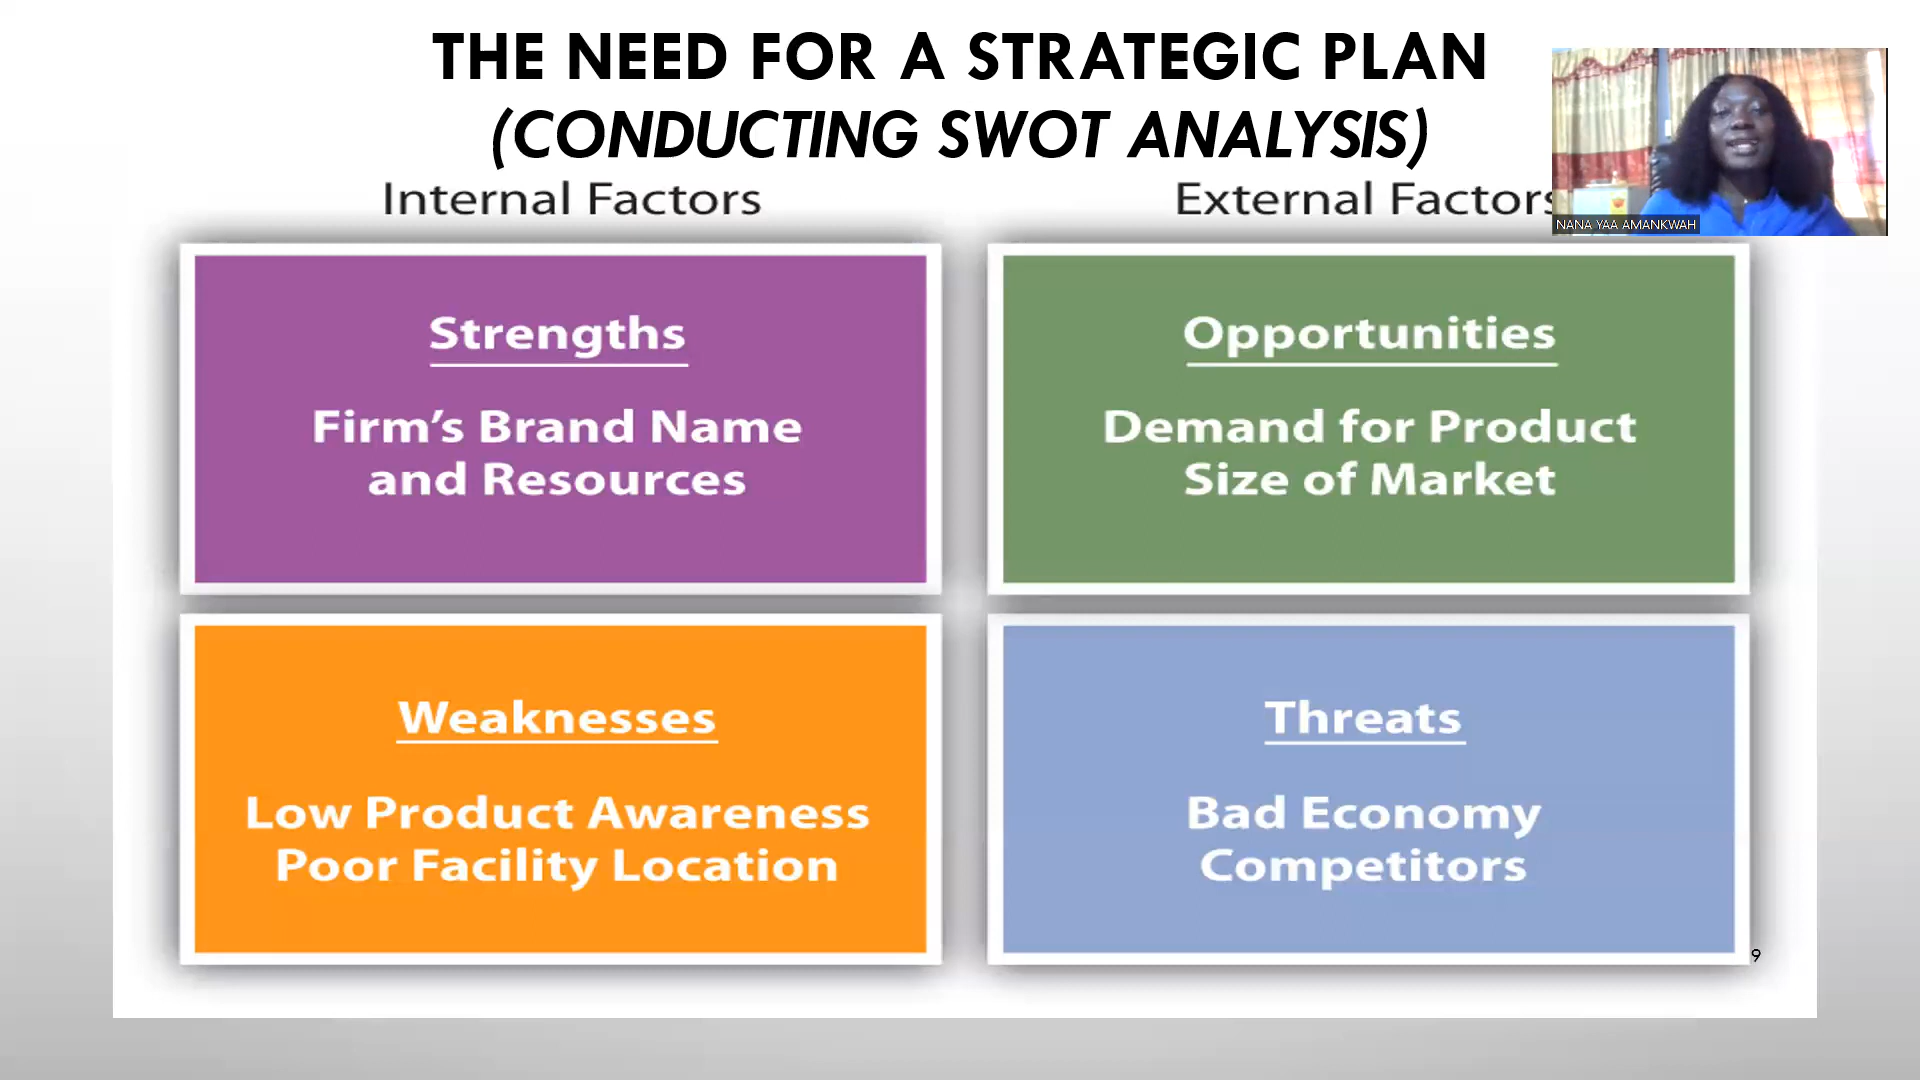 THE NEED FOR A STRATEGIC PLAN
(CONDUCTING SWOT ANALYSIS)
NANA YAA AMANKWAH
Internal Factors
External Factors
Strengths
Firm's Brand Name
and Resources
Opportunities
Demand for Product
Size of Market
Weaknesses
Low Product Awareness
Poor Facility Location
Threats
Bad Economy
Competitors
9